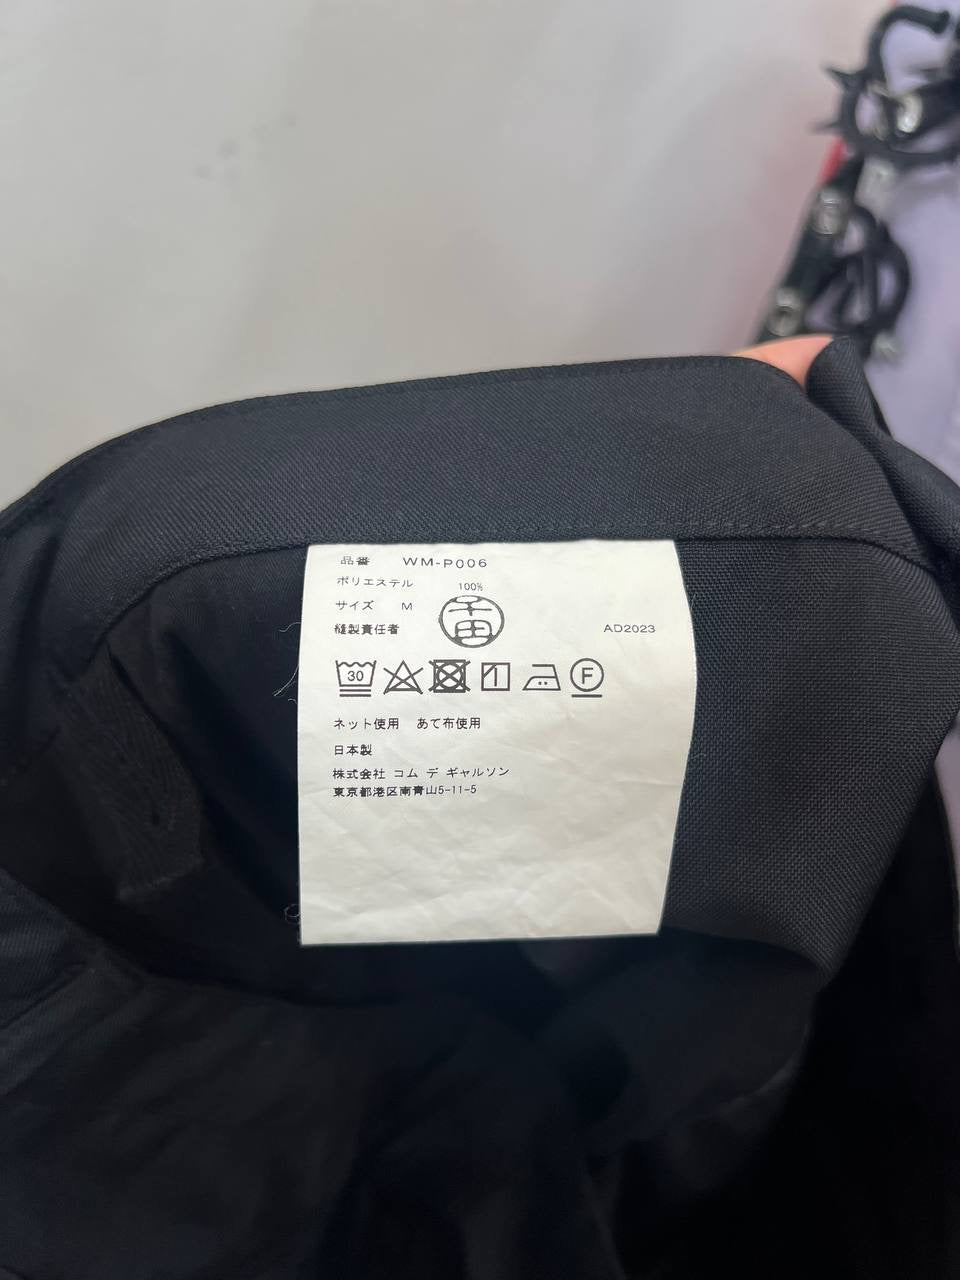 品番 WM-P006
ポリエステル 100%
サイズ M
縫製責任者 千田 AD2023
30 F
ネット使用 あて布使用
日本製
株式会社 コム デ ギャルソン
東京都港区南青山5-11-5